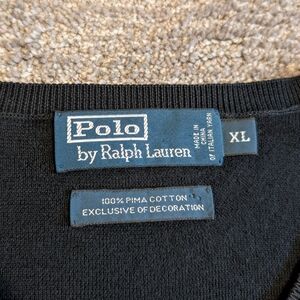 Polo
by Ralph Lauren
MADE IN
CHINA
OF ITALIAN YARN
XL
100% PIMA COTTON
EXCLUSIVE OF DECORATION